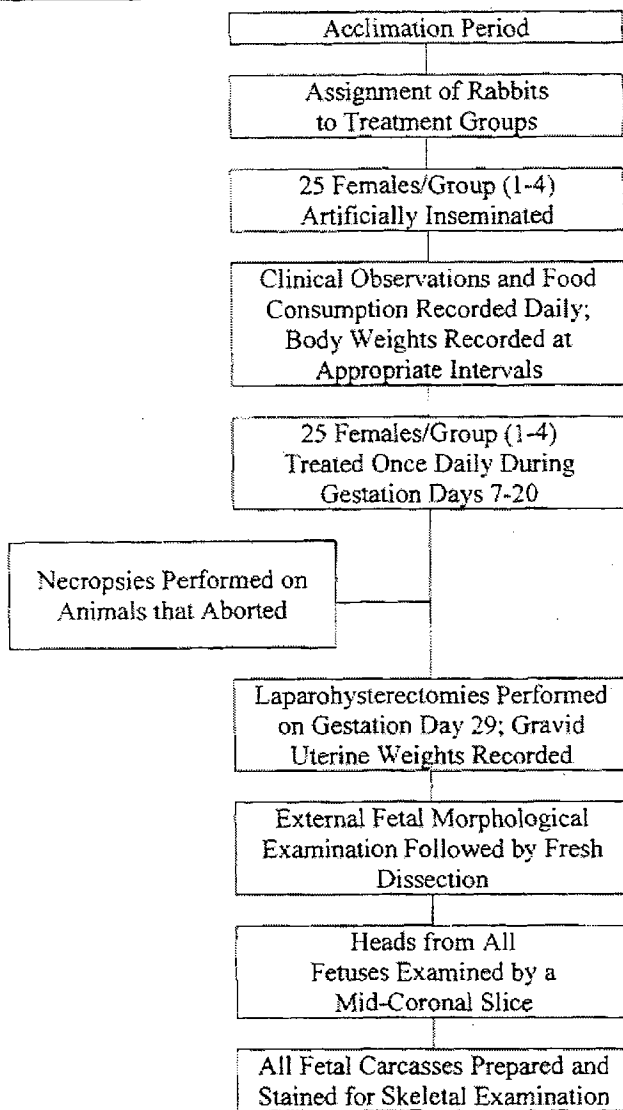 Acclimation Period
Assignment of Rabbits
to Treatment Groups
25 Females/Group (1-4)
Artificially Inseminated
Clinical Observations and Food
Consumption Recorded Daily;
Body Weights Recorded at
Appropriate Intervals
25 Females/Group (1-4)
Treated Once Daily During
Gestation Days 7-20
Necropsies Performed on
Animals that Aborted
Laparohysterectomies Performed
on Gestation Day 29; Gravid
Uterine Weights Recorded
External Fetal Morphological
Examination Followed by Fresh
Dissection
Heads from All
Fetuses Examined by a
Mid-Coronal Slice
All Fetal Carcasses Prepared and
Stained for Skeletal Examination